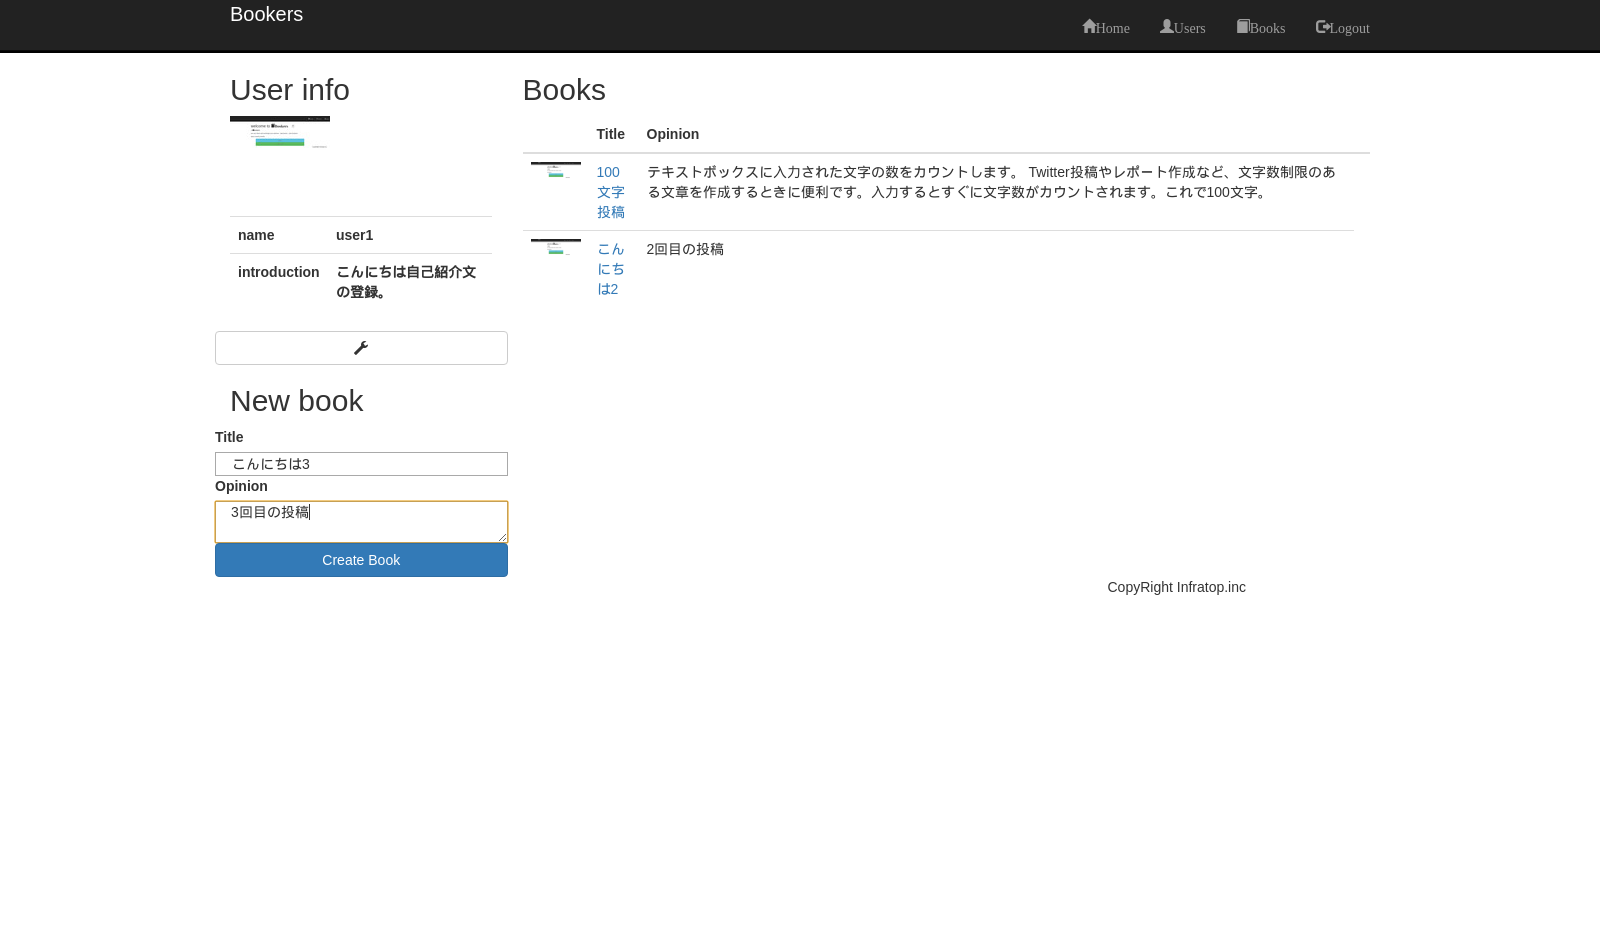 Bookers
Home Users Books Logout
User info
name user1
introduction こんにちは自己紹介文
の登録。
New book
Title
こんにちは3
Opinion
3回目の投稿
Create Book
Books
Title Opinion
100
文字
投稿
テキストボックスに入力された文字の数をカウントします。 Twitter投稿やレポート作成など、文字数制限のあ
る文章を作成するときに便利です。入力するとすぐに文字数がカウントされます。これで100文字。
こん
にち
は2
2回目の投稿
CopyRight Infratop.inc